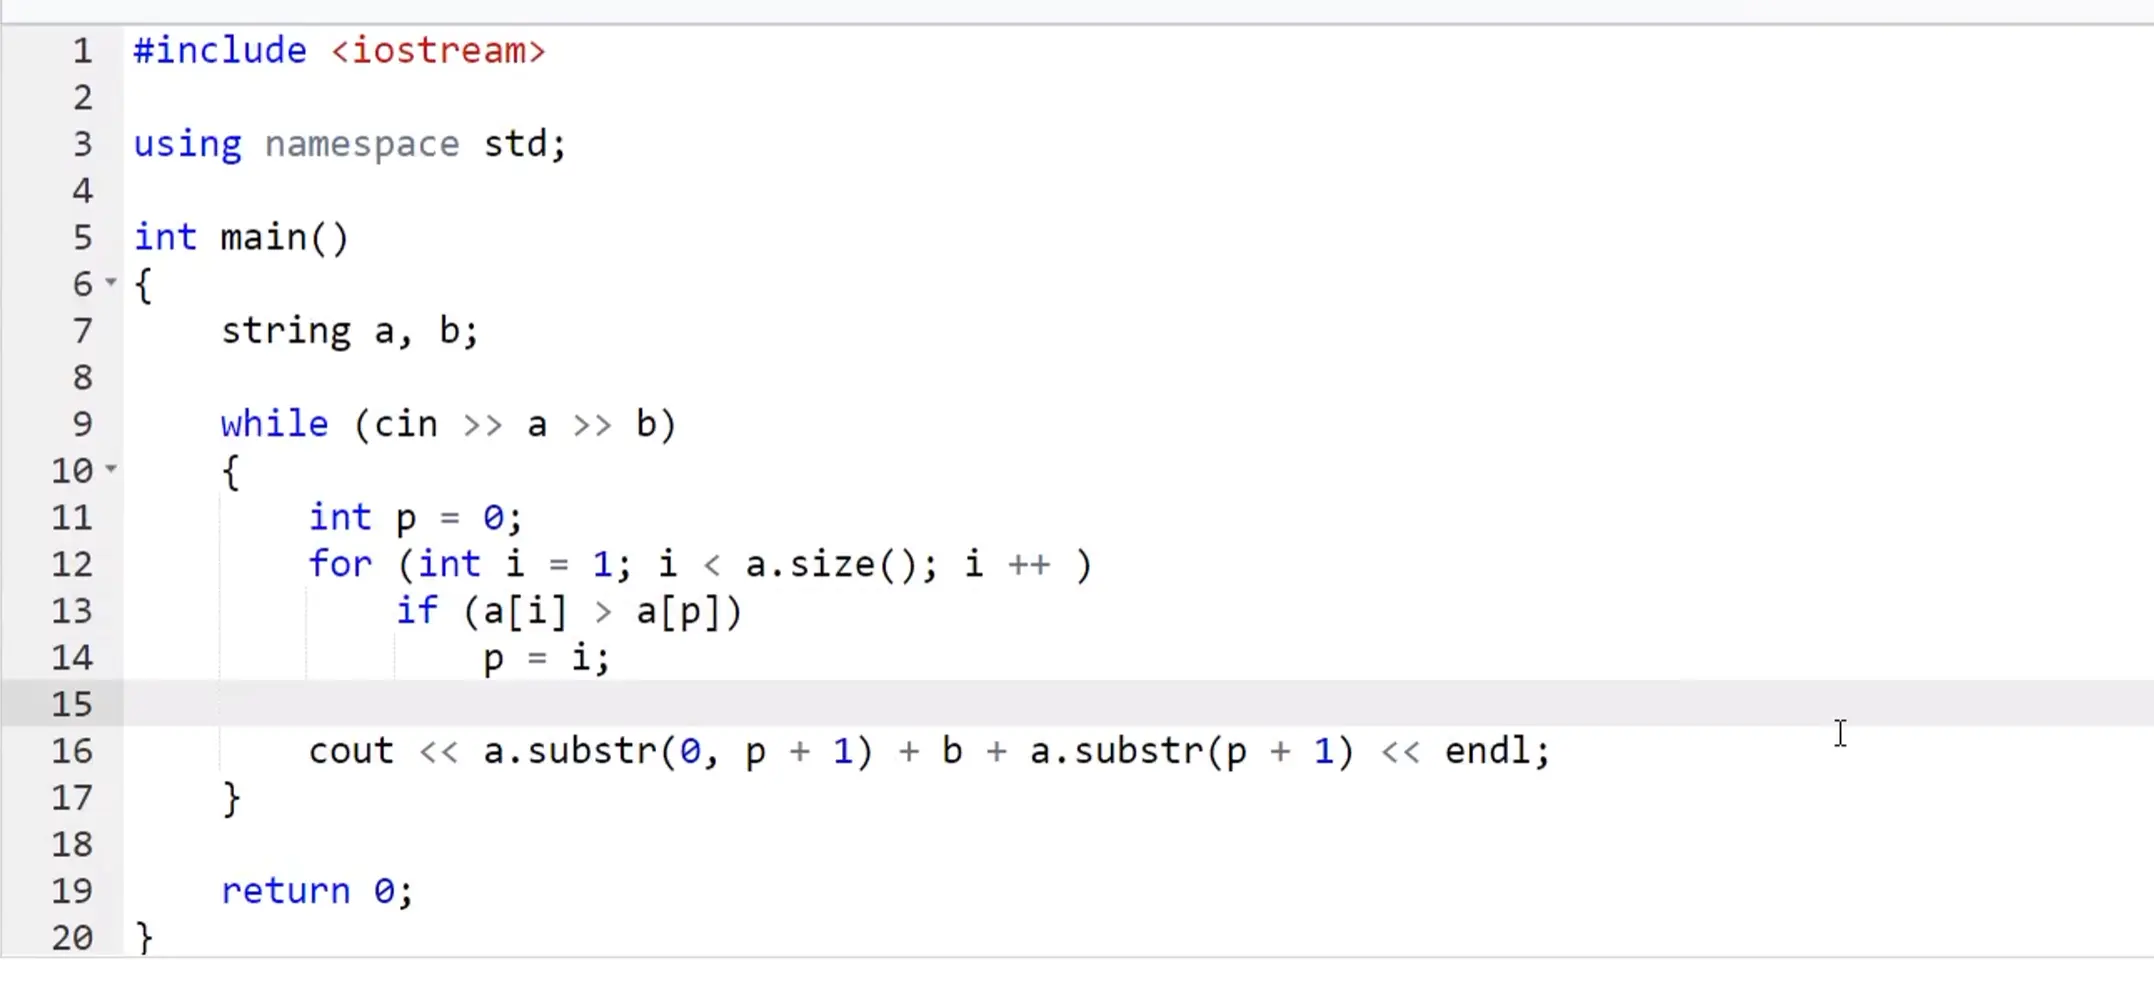 1 #include <iostream>
2
3 using namespace std;
4
5 int main()
6 {
7     string a, b;
8
9     while (cin >> a >> b)
10     {
11         int p = 0;
12         for (int i = 1; i < a.size(); i ++ )
13             if (a[i] > a[p])
14                 p = i;
15
16         cout << a.substr(0, p + 1) + b + a.substr(p + 1) << endl;
17     }
18
19     return 0;
20 }